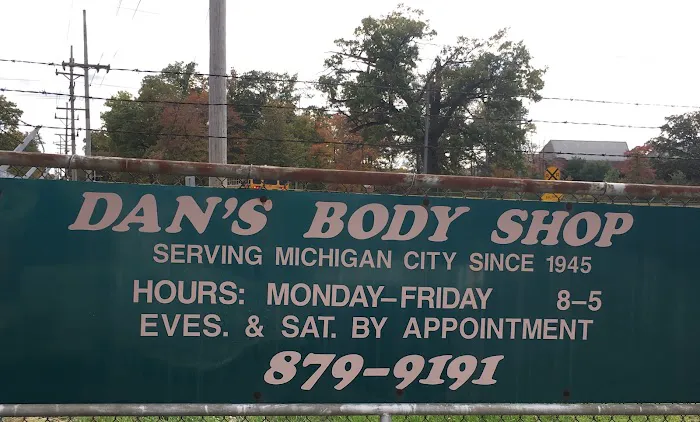 DAN'S BODY SHOP
SERVING MICHIGAN CITY SINCE 1945
HOURS: MONDAY–FRIDAY 8–5
EVES. & SAT. BY APPOINTMENT
879–9191